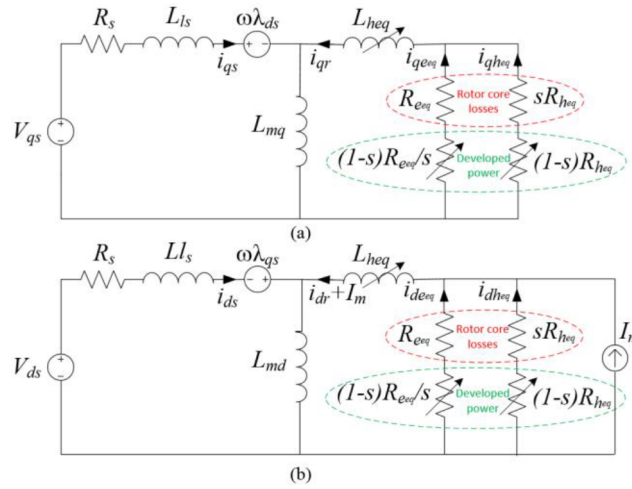 R_s L_ls ωλ_ds L_heq
i_qs i_qr i_qe_eq i_qh_eq
V_qs L_mq R_e_eq Rotor core losses sR_h_eq
(1-s)R_e_eq/s Developed power (1-s)R_h_eq
(a)
R_s Ll_s ωλ_qs L_heq
i_ds i_dr+I_m i_de_eq i_dh_eq
V_ds L_md R_e_eq Rotor core losses sR_h_eq
(1-s)R_e_eq/s Developed power (1-s)R_h_eq
(b)